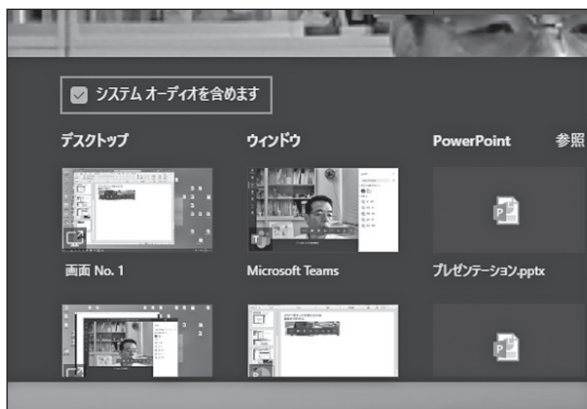 システム オーディオを含めます
デスクトップ ウィンドウ PowerPoint 参照
画面 No. 1 Microsoft Teams プレゼンテーション.pptx